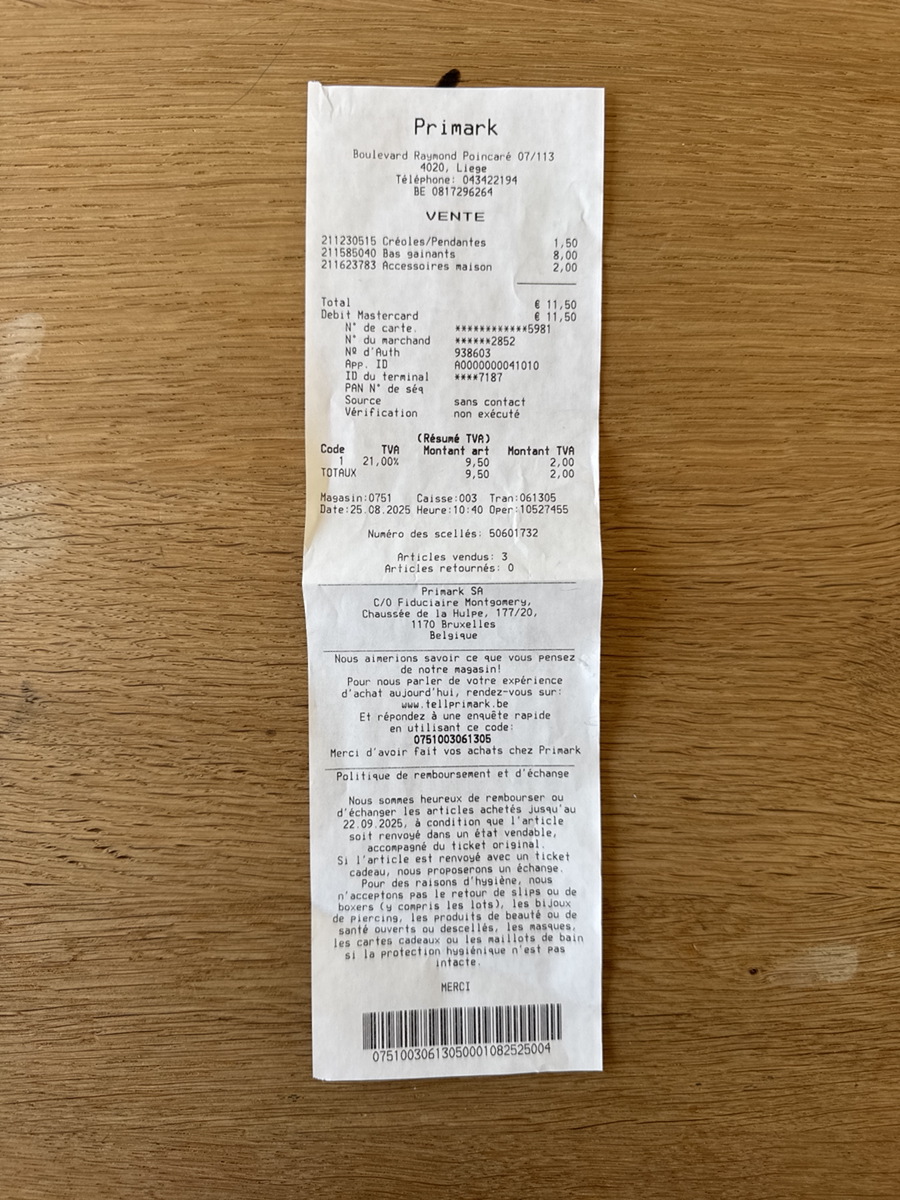 Primark
Boulevard Raymond Poincaré 07/113
4020, Liege
Téléphone: 043422194
BE 0817296264
VENTE
211230515 Créoles/Pendantes 1,50
211585040 Bas gainants 8,00
211623783 Accessoires maison 2,00
Total € 11,50
Debit Mastercard € 11,50
N° de carte. ************5981
N° du marchand ******2852
Nº d'Auth 938603
App. ID A0000000041010
ID du terminal ****7187
PAN N° de séq
Source sans contact
Vérification non exécuté
(Résumé TVA)
Code TVA Montant art Montant TVA
1 21,00% 9,50 2,00
TOTAUX 9,50 2,00
Magasin:0751 Caisse:003 Tran:061305
Date:25.08.2025 Heure:10:40 Oper:10527455
Numéro des scellés: 50601732
Articles vendus: 3
Articles retournés: 0
Primark SA
C/O Fiduciaire Montgomery,
Chaussée de la Hulpe, 177/20,
1170 Bruxelles
Belgique
Nous aimerions savoir ce que vous pensez
de notre magasin!
Pour nous parler de votre expérience
d'achat aujourd'hui, rendez-vous sur:
www.tellprimark.be
Et répondez à une enquête rapide
en utilisant ce code:
0751003061305
Merci d'avoir fait vos achats chez Primark
Politique de remboursement et d'échange
Nous sommes heureux de rembourser ou
d'échanger les articles achetés jusqu'au
22.09.2025, à condition que l'article
soit renvoyé dans un état vendable,
accompagné du ticket original.
Si l'article est renvoyé avec un ticket
cadeau, nous proposerons un échange.
Pour des raisons d'hygiène, nous
n'acceptons pas le retour de slips ou de
boxers (y compris les lots), les bijoux
de piercing, les produits de beauté ou de
santé ouverts ou descellés, les masques,
les cartes cadeaux ou les maillots de bain
si la protection hygiénique n'est pas
intacte.
MERCI
07510030613050001082525004